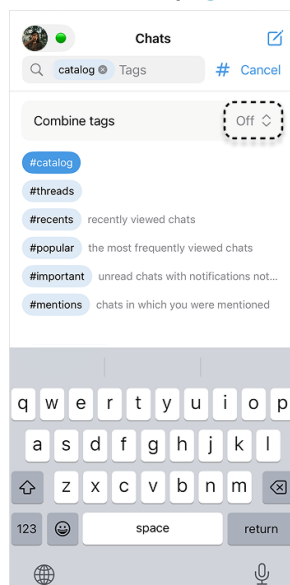 Chats
catalog Tags # Cancel
Combine tags Off
#catalog
#threads
#recents recently viewed chats
#popular the most frequently viewed chats
#important unread chats with notifications not...
#mentions chats in which you were mentioned
q w e r t y u i o p
a s d f g h j k l
z x c v b n m
123 space return